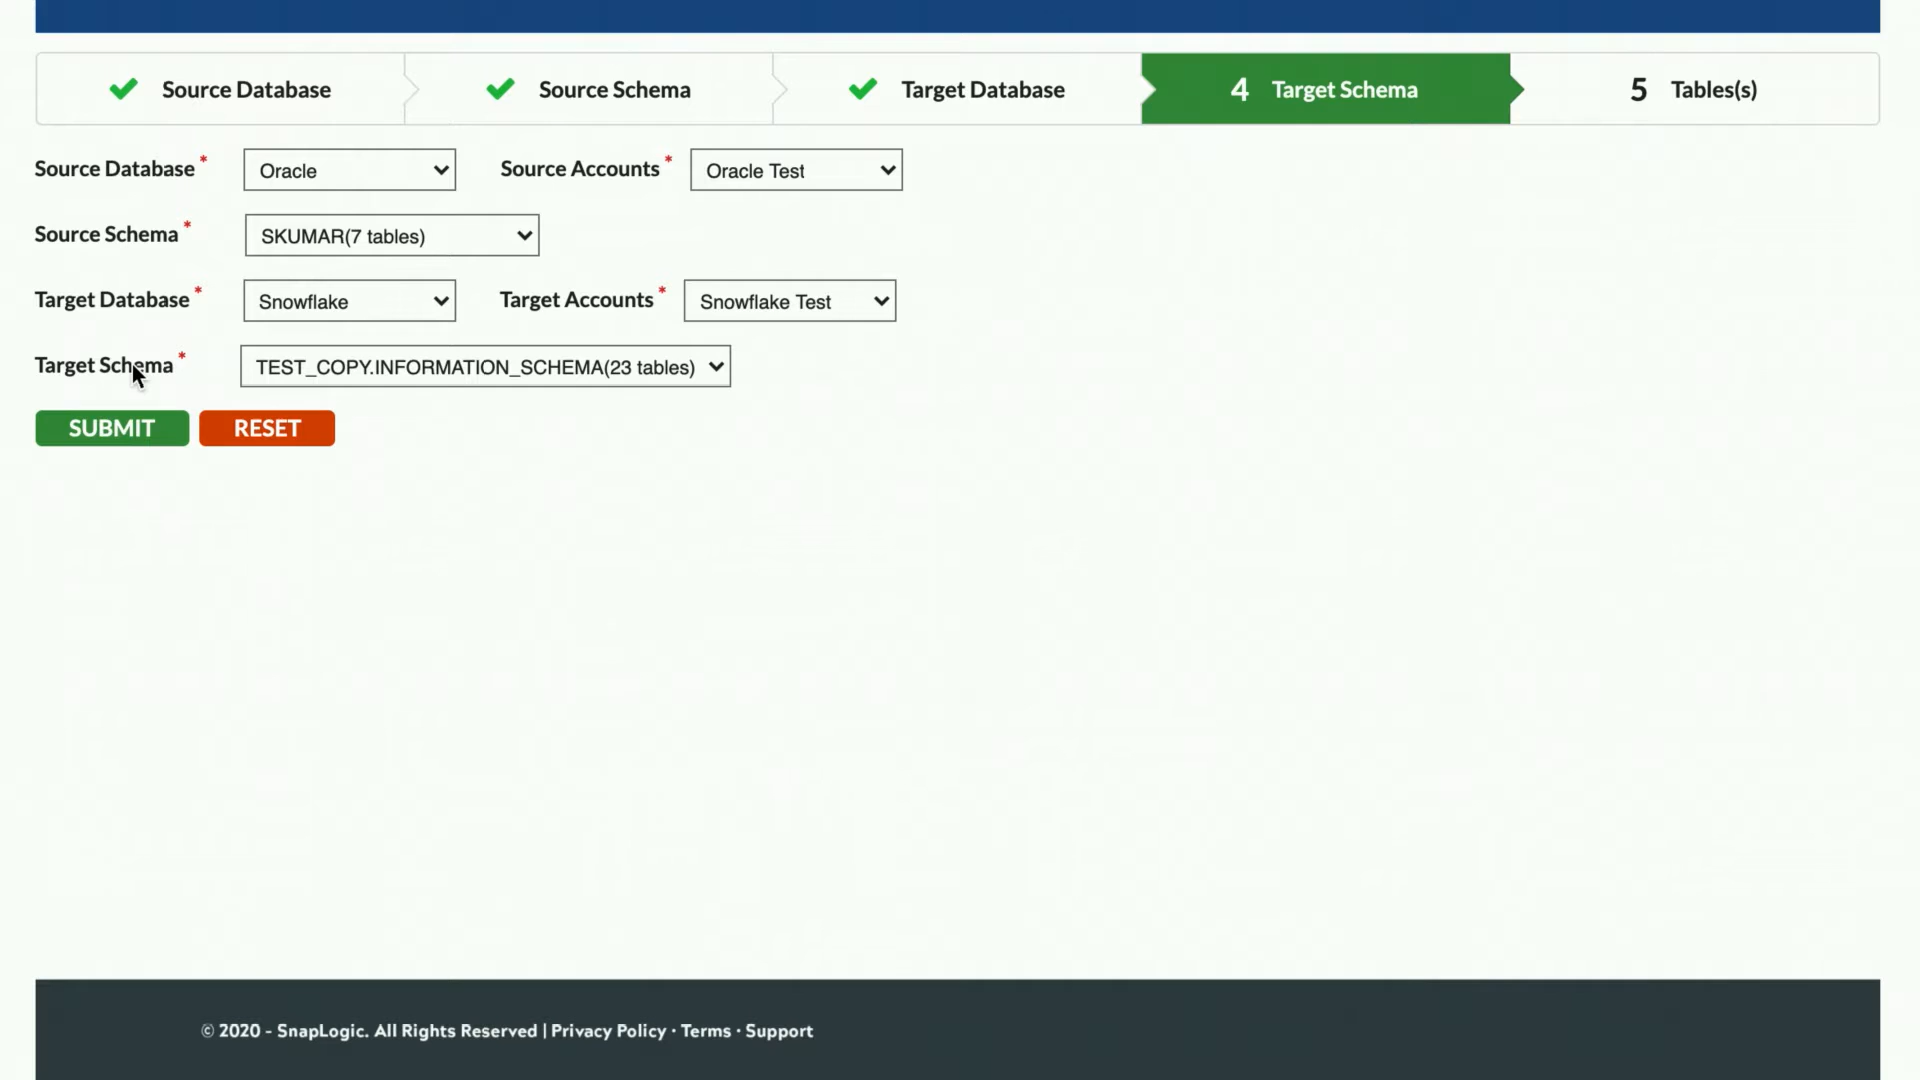 Source Database Source Schema Target Database 4 Target Schema 5 Tables(s)
Source Database * Oracle Source Accounts * Oracle Test
Source Schema * SKUMAR(7 tables)
Target Database * Snowflake Target Accounts * Snowflake Test
Target Schema * TEST_COPY.INFORMATION_SCHEMA(23 tables)
SUBMIT RESET
© 2020 - SnapLogic. All Rights Reserved | Privacy Policy · Terms · Support